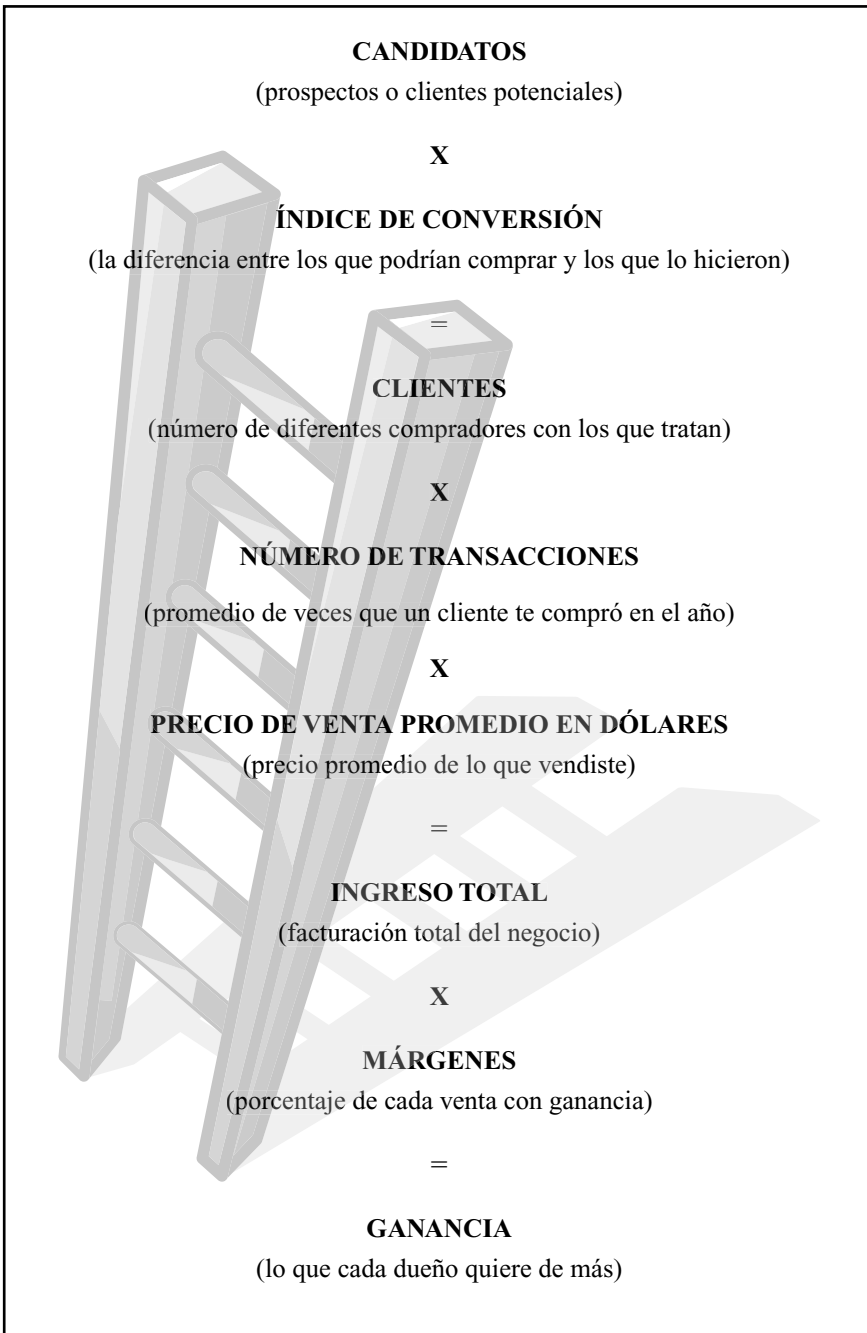 CANDIDATOS
(prospectos o clientes potenciales)
X
ÍNDICE DE CONVERSIÓN
(la diferencia entre los que podrían comprar y los que lo hicieron)
=
CLIENTES
(número de diferentes compradores con los que tratan)
X
NÚMERO DE TRANSACCIONES
(promedio de veces que un cliente te compró en el año)
X
PRECIO DE VENTA PROMEDIO EN DÓLARES
(precio promedio de lo que vendiste)
=
INGRESO TOTAL
(facturación total del negocio)
X
MÁRGENES
(porcentaje de cada venta con ganancia)
=
GANANCIA
(lo que cada dueño quiere de más)